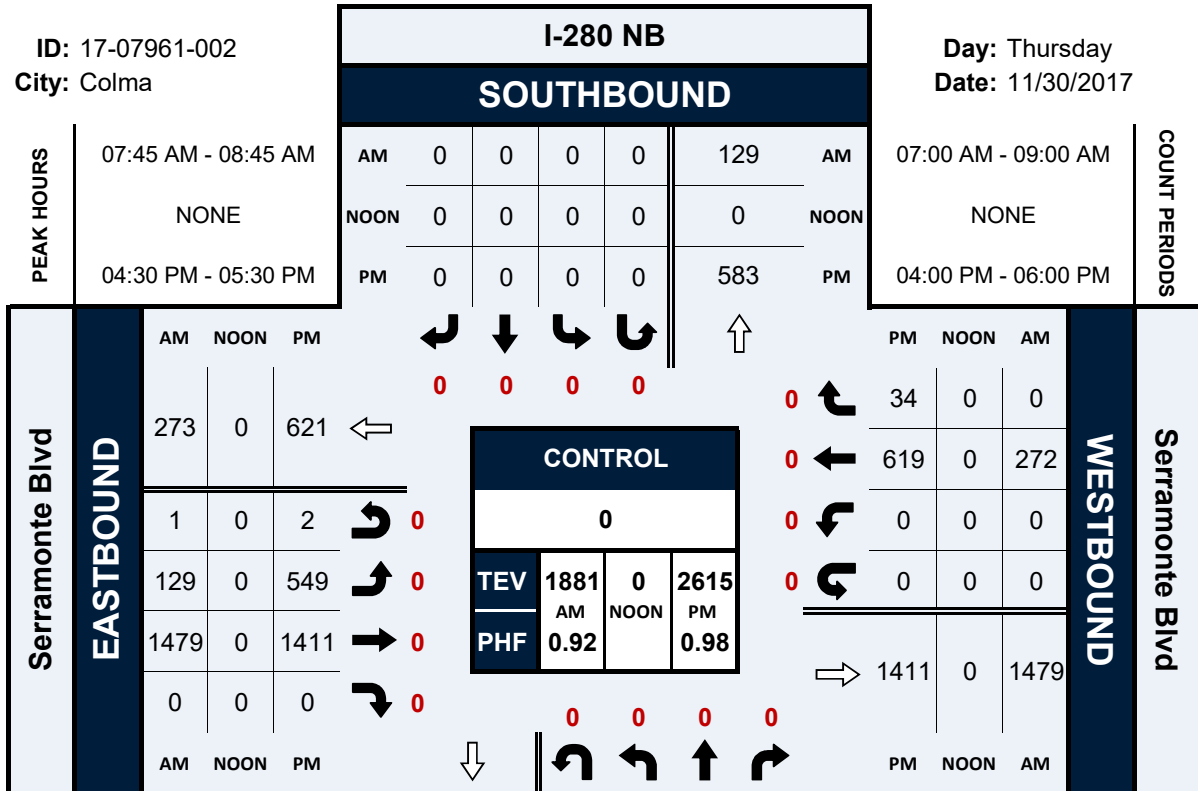 I-280 NB
ID: 17-07961-002
Day: Thursday
City: Colma
Date: 11/30/2017
SOUTHBOUND
PEAK HOURS
07:45 AM - 08:45 AM
NONE
04:30 PM - 05:30 PM
AM 0 0 0 0 129 AM
NOON 0 0 0 0 0 NOON
PM 0 0 0 0 583 PM
07:00 AM - 09:00 AM
NONE
04:00 PM - 06:00 PM
COUNT PERIODS
0 0 0 0
Serramonte Blvd
EASTBOUND
AM NOON PM
273 0 621
1 0 2 0
129 0 549 0
1479 0 1411 0
0 0 0 0
AM NOON PM
CONTROL
0
TEV 1881 0 2615
AM NOON PM
PHF 0.92 0.98
PM NOON AM
0 34 0 0
0 619 0 272
0 0 0 0
0 0 0 0
1411 0 1479
PM NOON AM
WESTBOUND
Serramonte Blvd
0 0 0 0